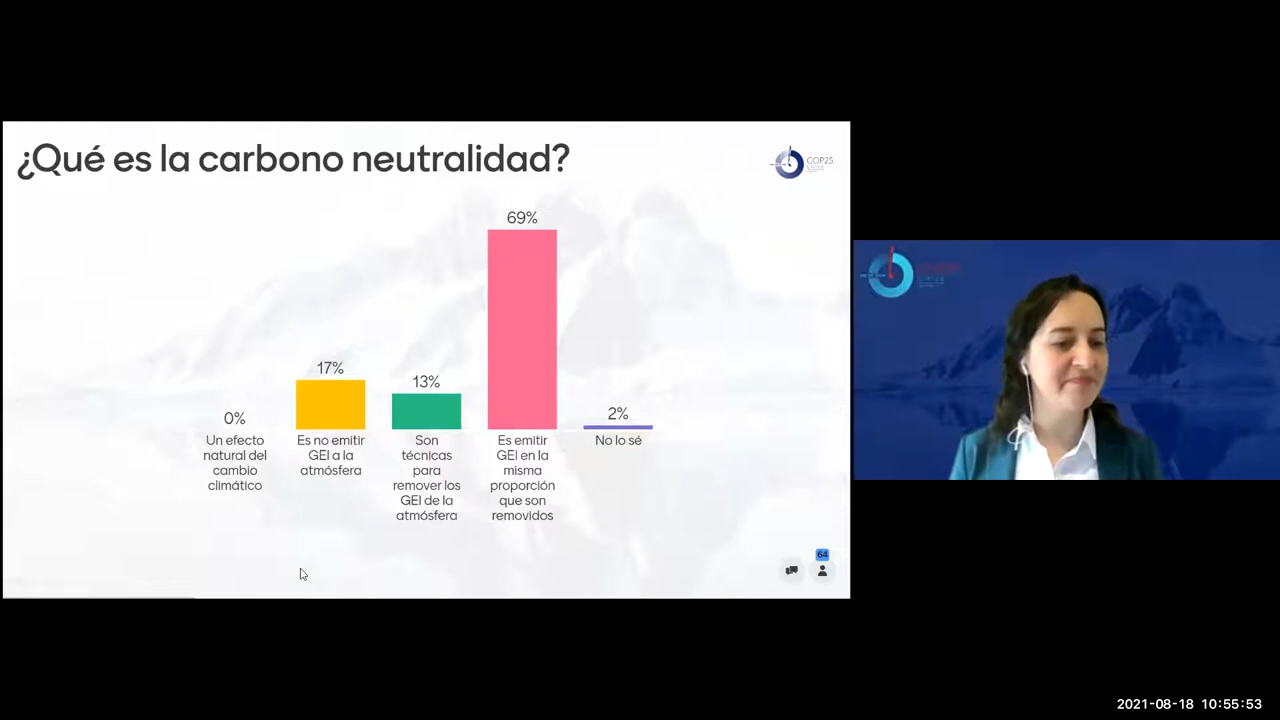 ¿Qué es la carbono neutralidad?
COP25
69%
17%
13%
0%
2%
Un efecto
natural del
cambio
climático
Es no emitir
GEI a la
atmósfera
Son
técnicas
para
remover los
GEI de la
atmósfera
Es emitir
GEI en la
misma
proporción
que son
removidos
No lo sé
64
2021-08-18 10:55:53